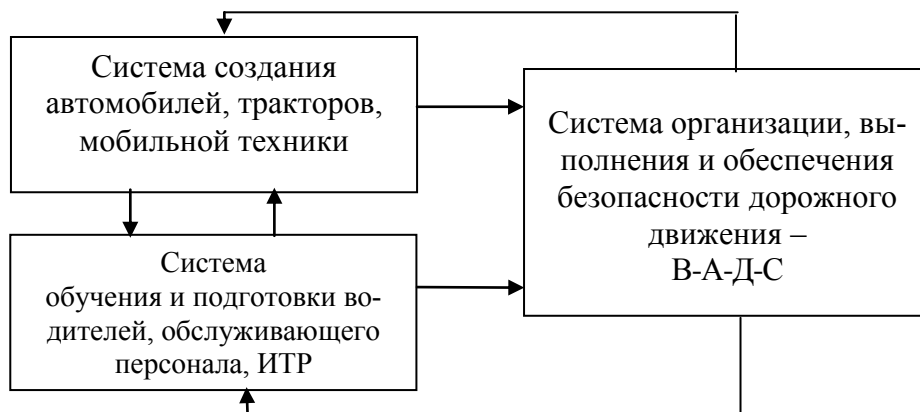 Система создания
автомобилей, тракторов,
мобильной техники
Система организации, вы-
полнения и обеспечения
безопасности дорожного
движения –
В-А-Д-С
Система
обучения и подготовки во-
дителей, обслуживающего
персонала, ИТР